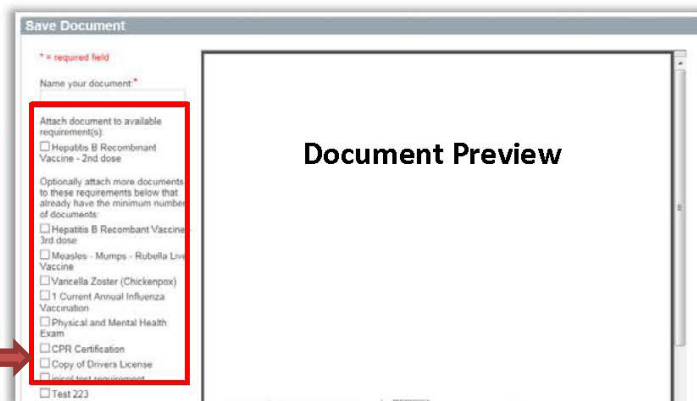 Save Document
* = required field
Name your document *
Attach document to available
requirement(s):
Hepatitis B Recombinant
Vaccine - 2nd dose
Optionally attach more documents
to these requirements below that
already have the minimum number
of documents:
Hepatitis B Recombant Vaccine -
3rd dose
Measles - Mumps - Rubella Live
Vaccine
Varicella Zoster (Chickenpox)
1 Current Annual Influenza
Vaccination
Physical and Mental Health
Exam
CPR Certification
Copy of Drivers License
test requirement
Test 223
Document Preview